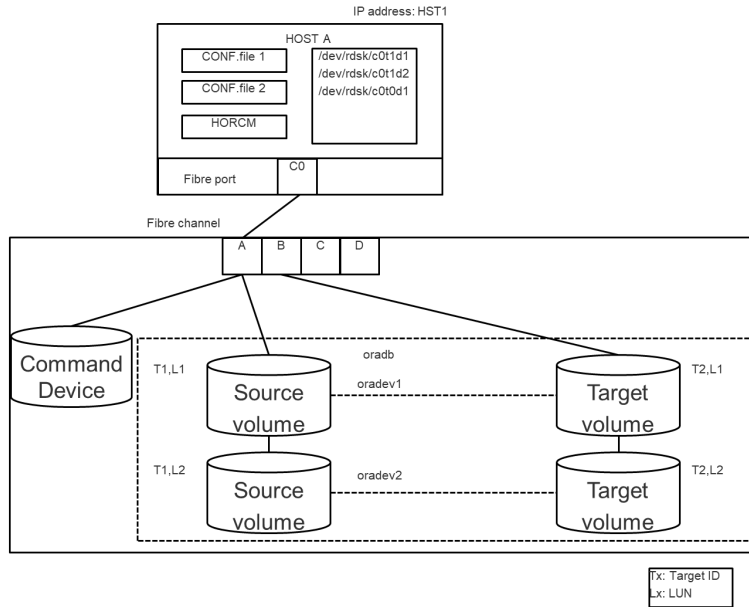 IP address: HST1
HOST A
CONF.file 1
CONF.file 2
HORCM
/dev/rdsk/c0t1d1
/dev/rdsk/c0t1d2
/dev/rdsk/c0t0d1
Fibre port
C0
Fibre channel
A
B
C
D
Command
Device
oradb
T1,L1
Source
volume
oradev1
Target
volume
T2,L1
T1,L2
Source
volume
oradev2
Target
volume
T2,L2
Tx: Target ID
Lx: LUN